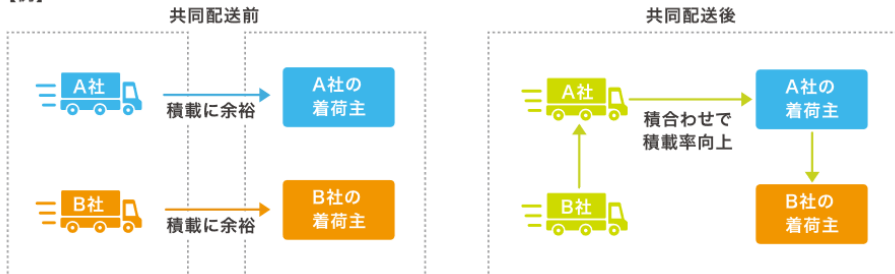 共同配送前
A社
積載に余裕
A社の
着荷主
B社
積載に余裕
B社の
着荷主
共同配送後
A社
積合わせで
積載率向上
A社の
着荷主
B社
B社の
着荷主